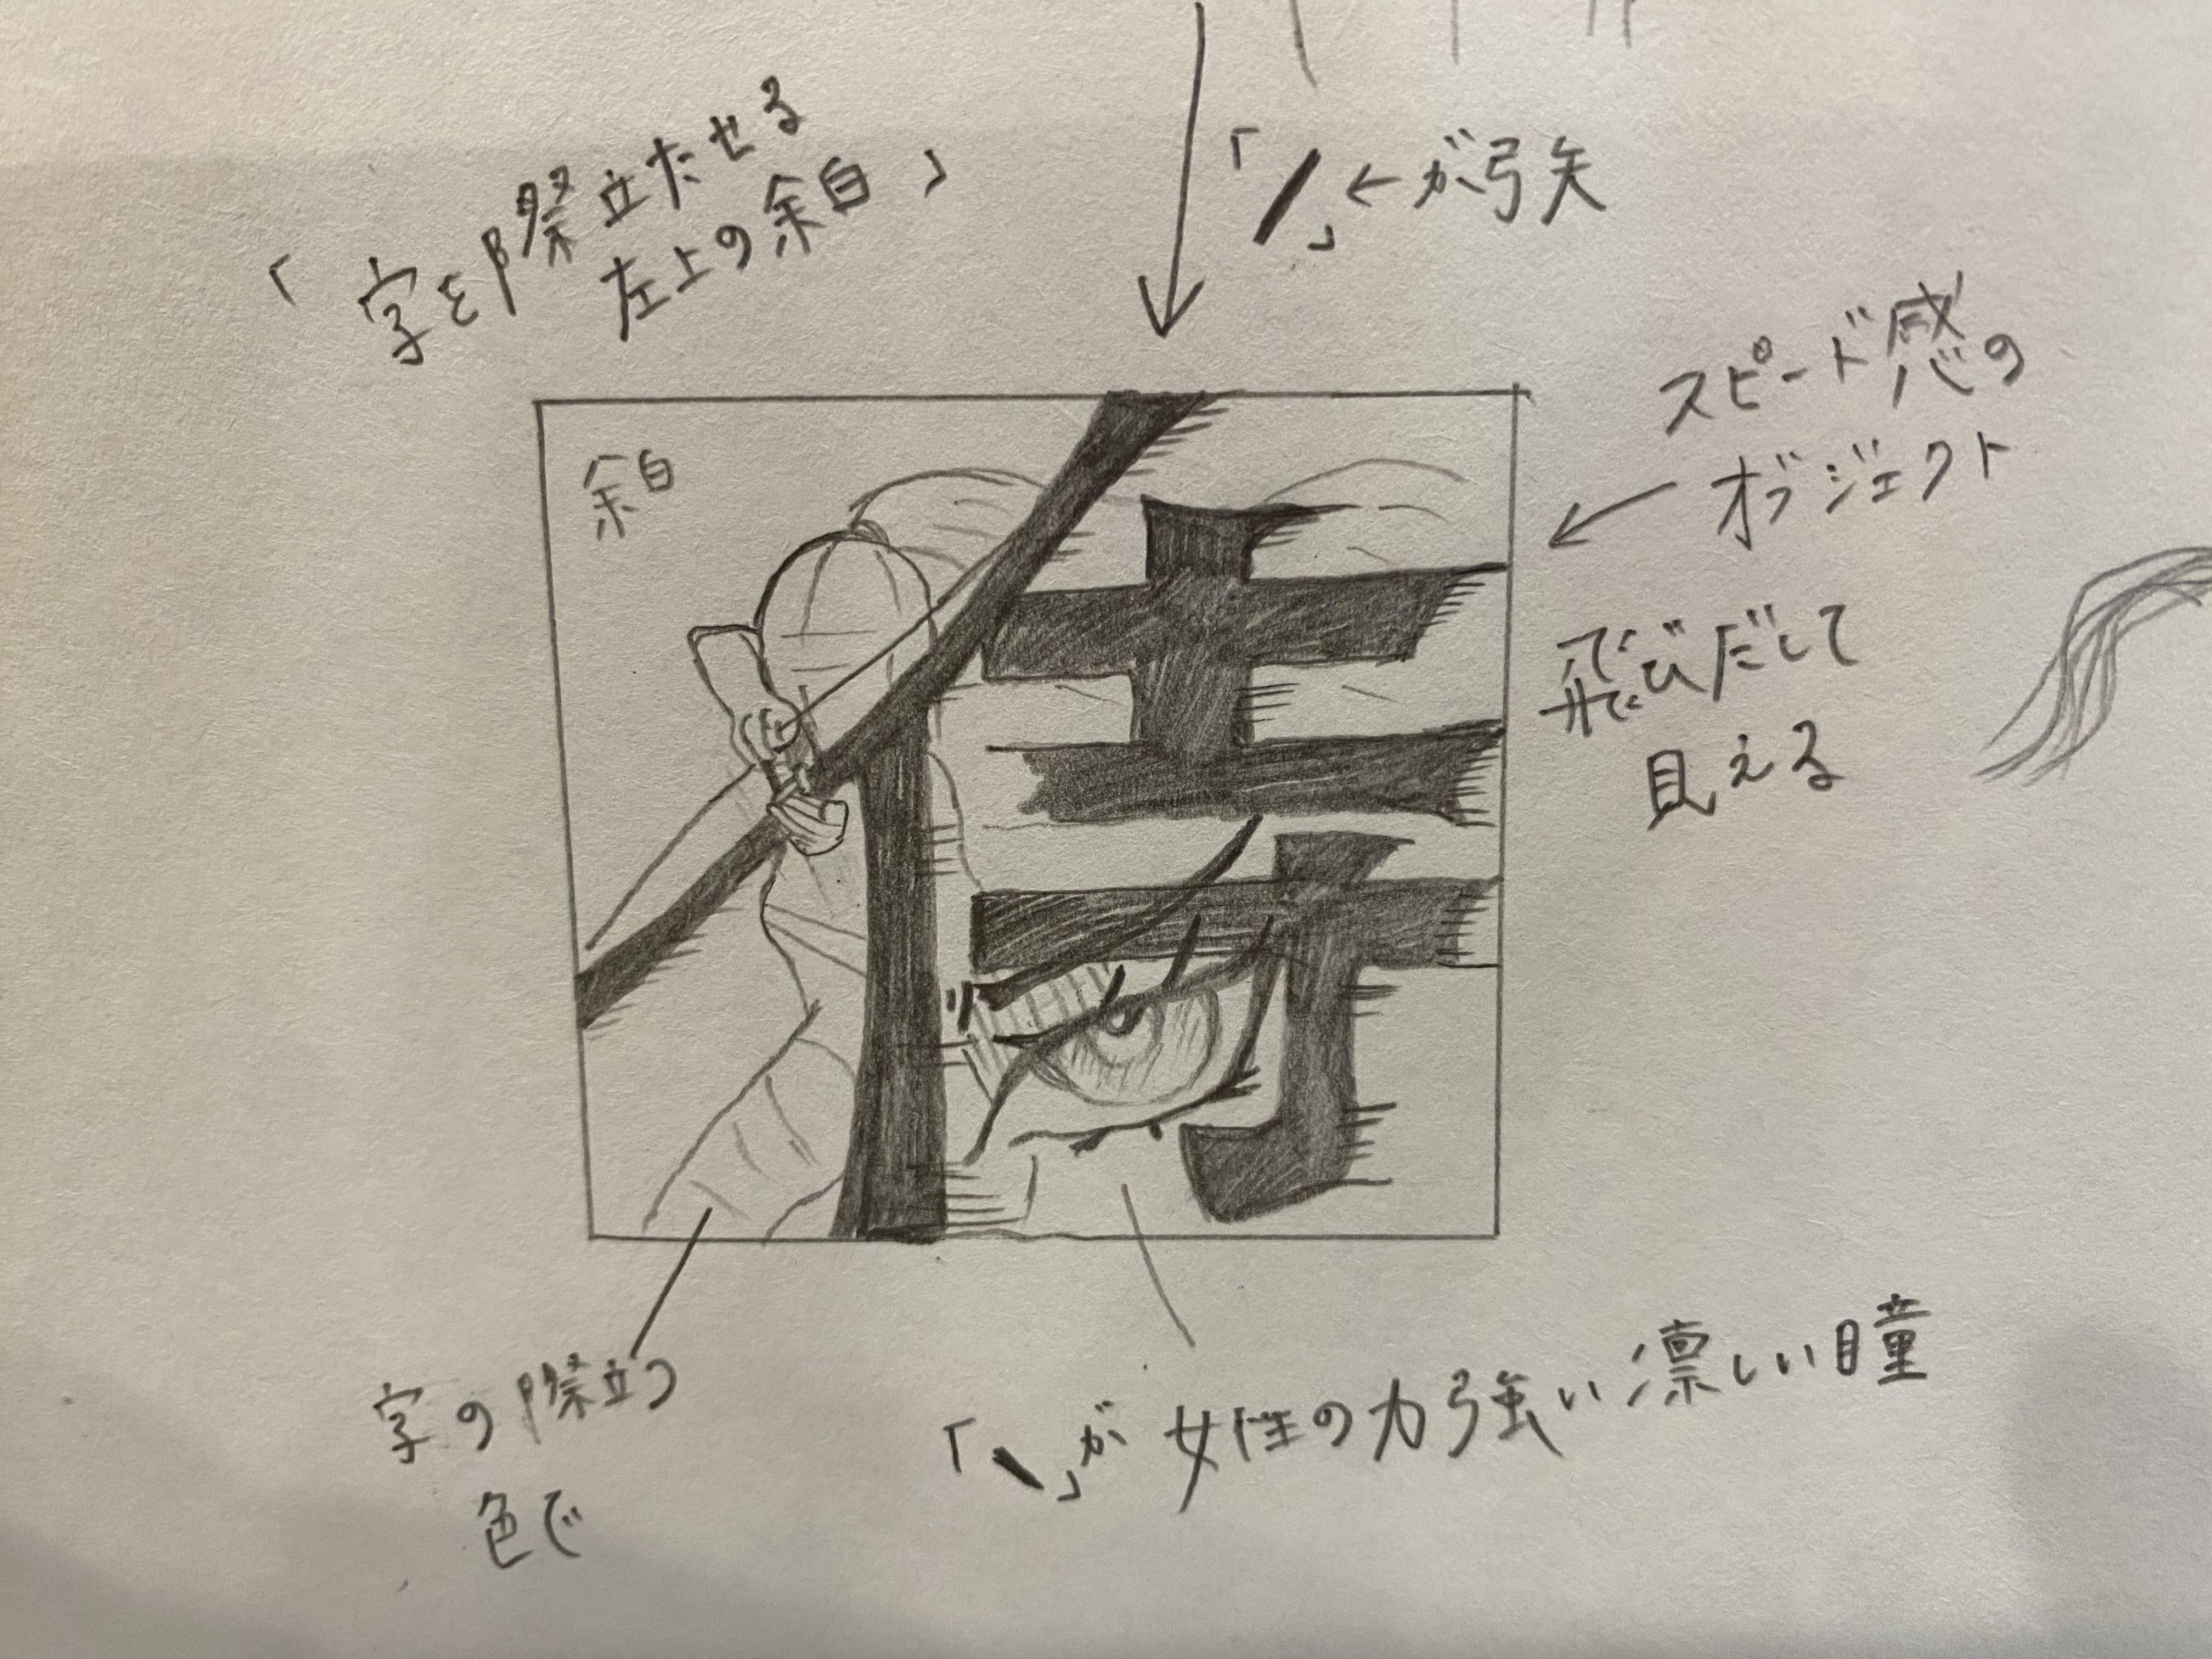 「字を際立たせる
左上の余白」
「ノ」←が弓矢
スピード感の
オブジェクト
飛びだして
見える
余白
侍
字の際立つ
色で
「﹅」が女性の力強い凛しい瞳